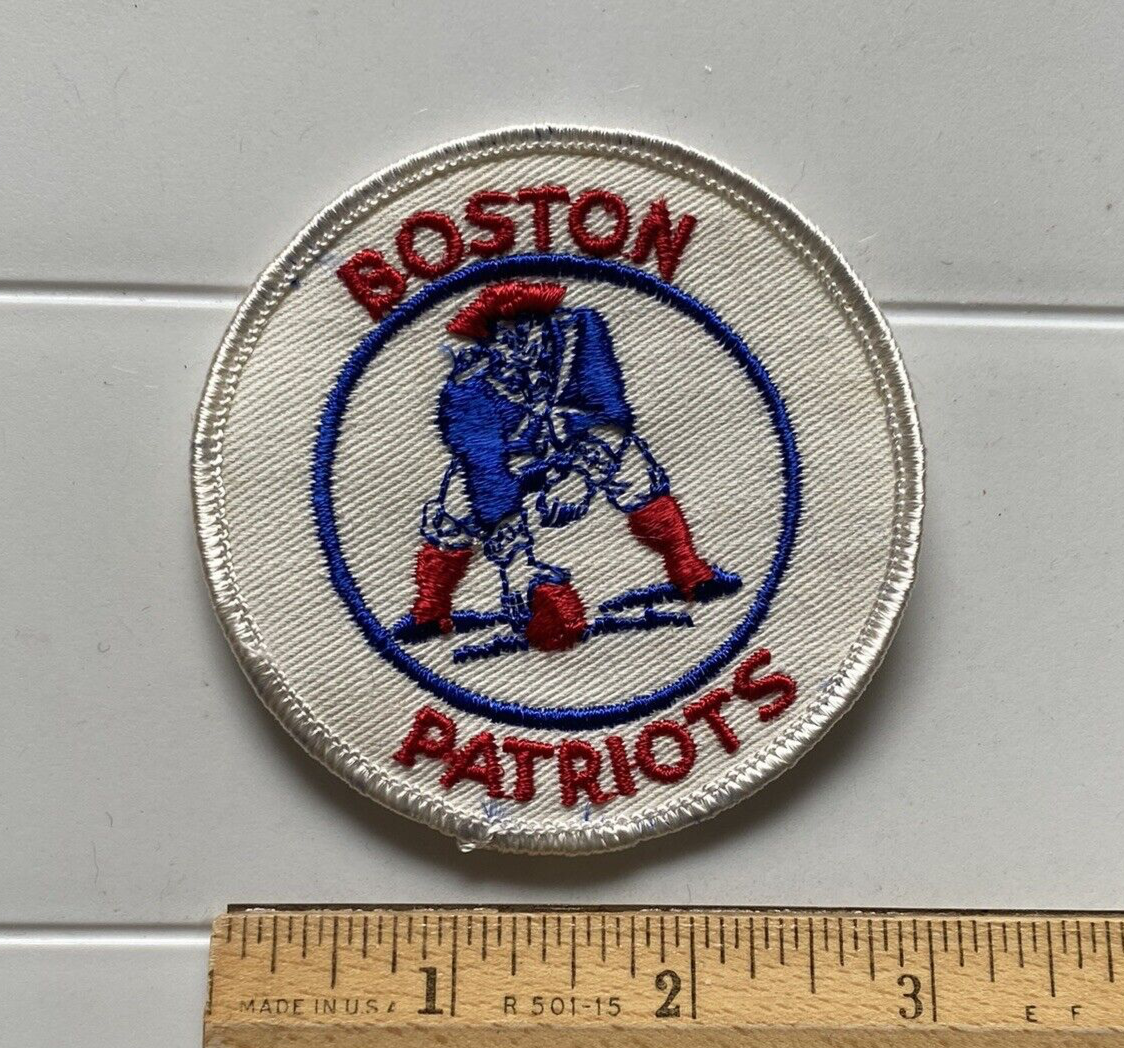 BOSTON
PATRIOTS
1 2 3
MADE IN U.S.A R 501-15 E F